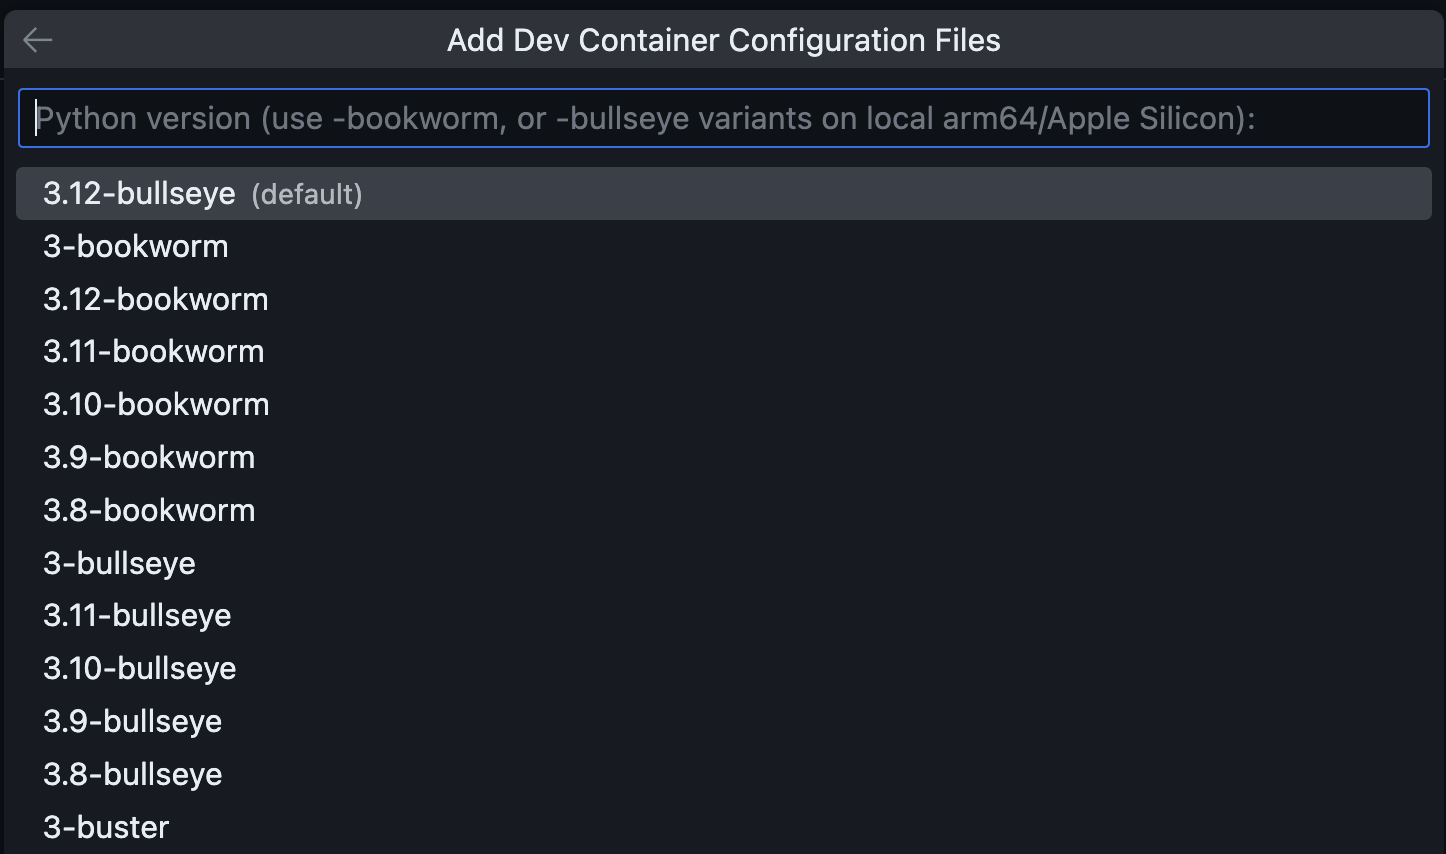 Add Dev Container Configuration Files
Python version (use -bookworm, or -bullseye variants on local arm64/Apple Silicon):
3.12-bullseye (default)
3-bookworm
3.12-bookworm
3.11-bookworm
3.10-bookworm
3.9-bookworm
3.8-bookworm
3-bullseye
3.11-bullseye
3.10-bullseye
3.9-bullseye
3.8-bullseye
3-buster